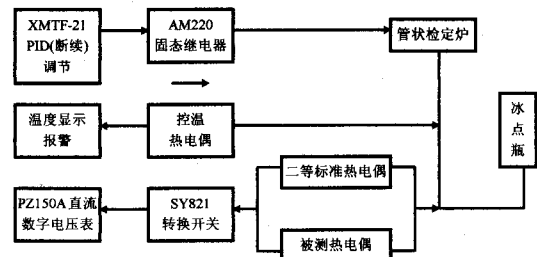 XMTF-21
PID(断续)
调节
AM220
固态继电器
管状检定炉
温度显示
报警
控温
热电偶
冰
点
瓶
二等标准热电偶
PZ150A直流
数字电压表
SY821
转换开关
被测热电偶